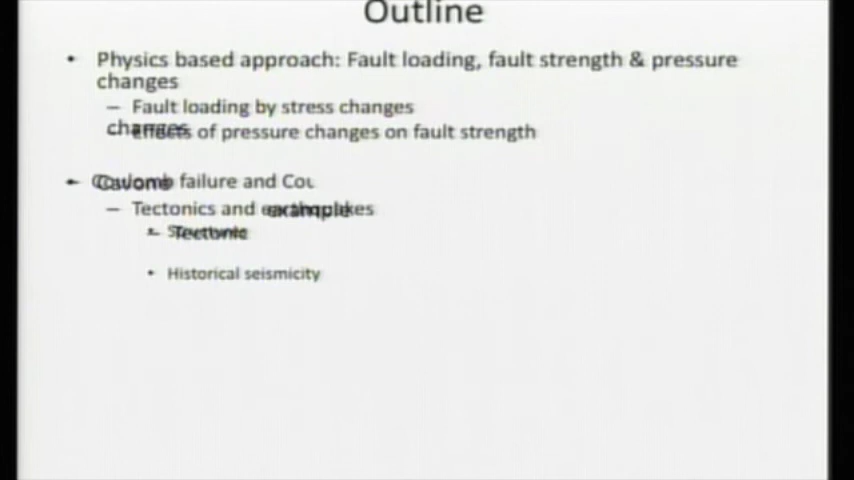 Outline
• Physics based approach: Fault loading, fault strength & pressure
changes
– Fault loading by stress changes
of pressure changes on fault strength
failure and
– Tectonics and
Tectonic
• Historical seismicity